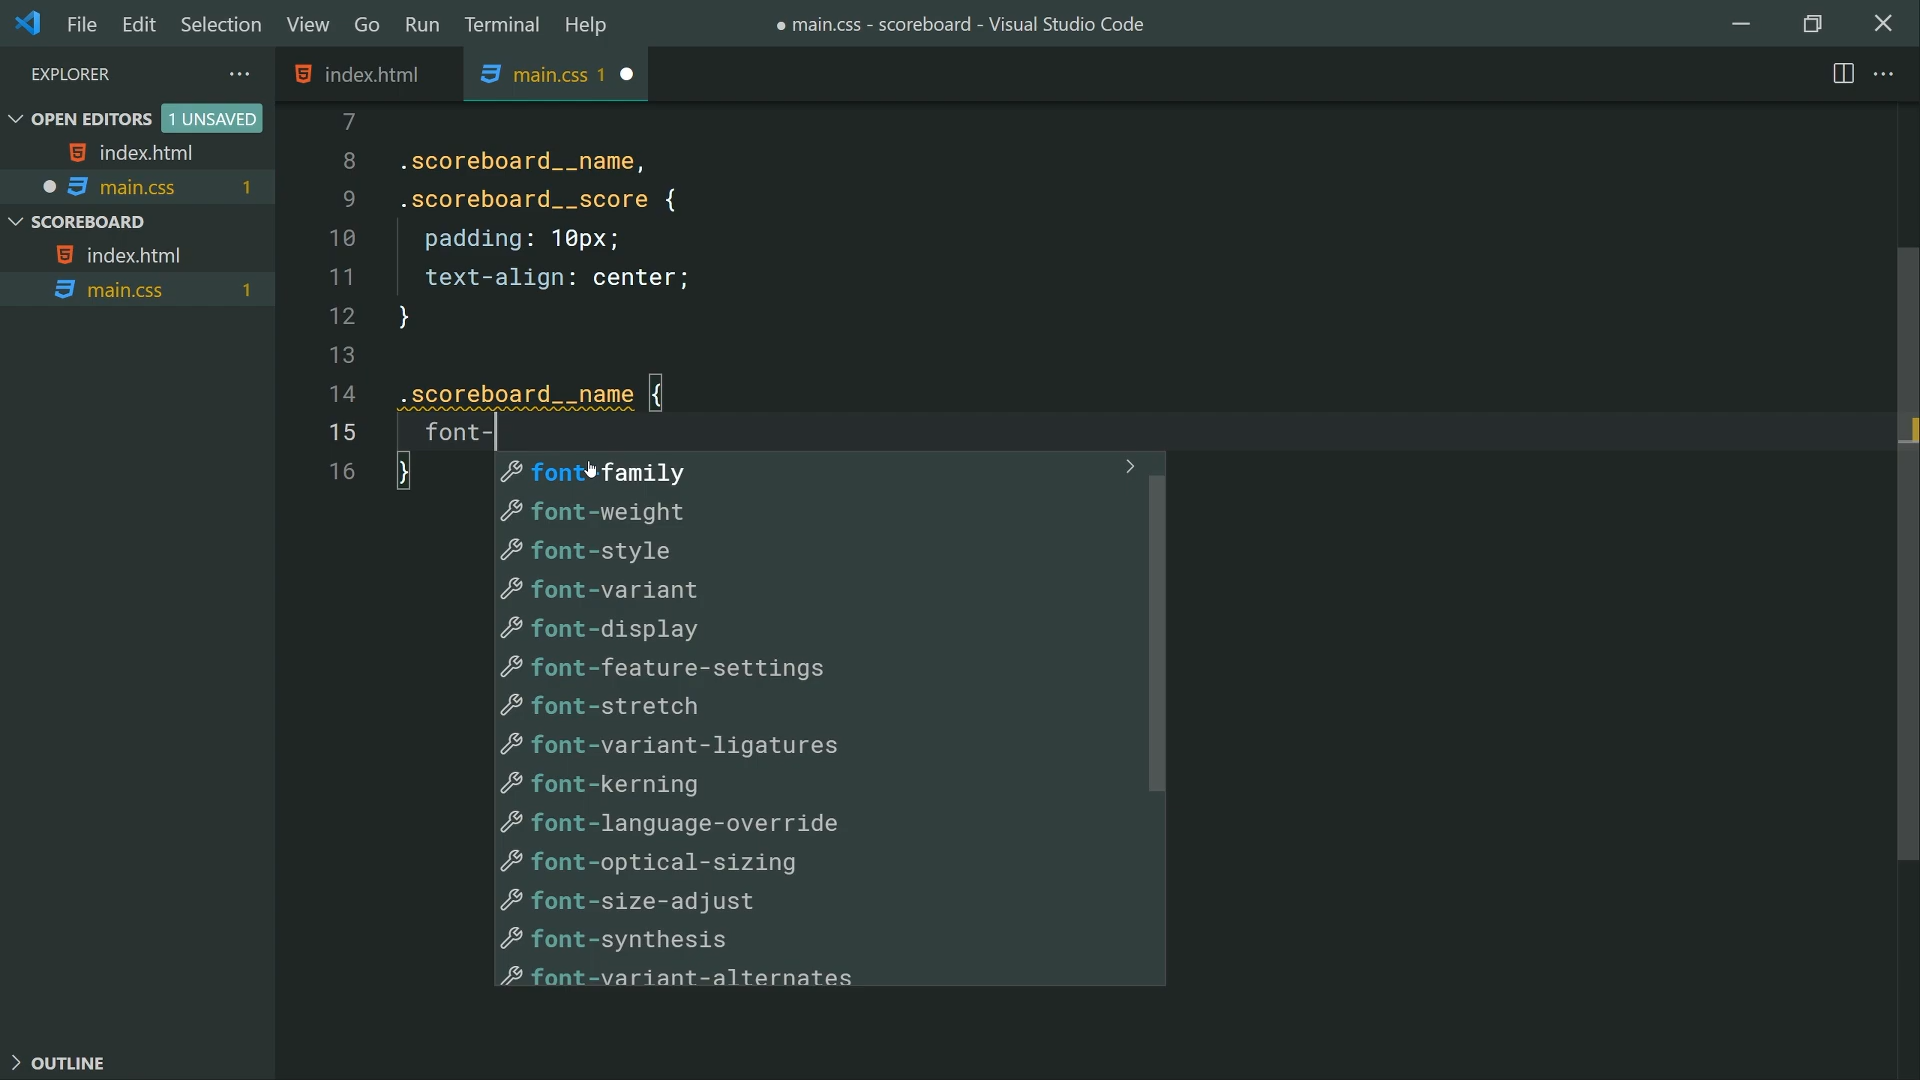 File Edit Selection View Go Run Terminal Help
● main.css - scoreboard - Visual Studio Code
EXPLORER ···
index.html
main.css 1
OPEN EDITORS 1 UNSAVED
index.html
main.css 1
SCOREBOARD
index.html
main.css 1
OUTLINE
7
8 .scoreboard__name,
9 .scoreboard__score {
10 padding: 10px;
11 text-align: center;
12 }
13
14 .scoreboard__name {
15 font-
16 }
font-family
font-weight
font-style
font-variant
font-display
font-feature-settings
font-stretch
font-variant-ligatures
font-kerning
font-language-override
font-optical-sizing
font-size-adjust
font-synthesis
font-variant-alternates